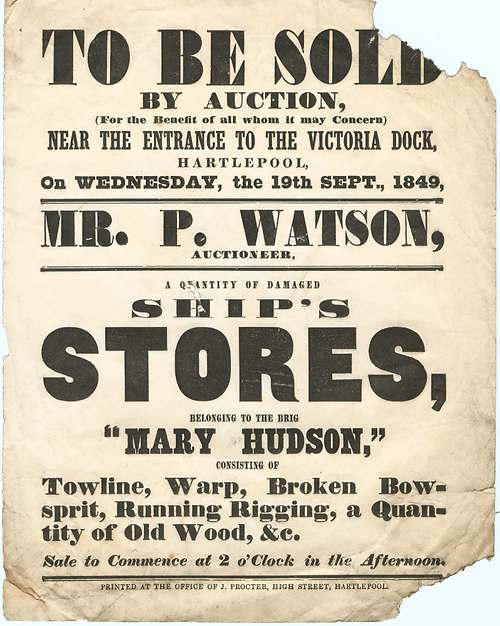 TO BE SOLD
BY AUCTION,
(For the Benefit of all whom it may Concern)
NEAR THE ENTRANCE TO THE VICTORIA DOCK,
HARTLEPOOL,
On WEDNESDAY, the 19th SEPT., 1849,
MR. P. WATSON,
AUCTIONEER,
A QUANTITY OF DAMAGED
SHIP'S
STORES,
BELONGING TO THE BRIG
"MARY HUDSON,"
CONSISTING OF
Towline, Warp, Broken Bow-
sprit, Running Rigging, a Quan-
tity of Old Wood, &c.
Sale to Commence at 2 o'Clock in the Afternoon.
PRINTED AT THE OFFICE OF J. PROCTER, HIGH STREET, HARTLEPOOL.